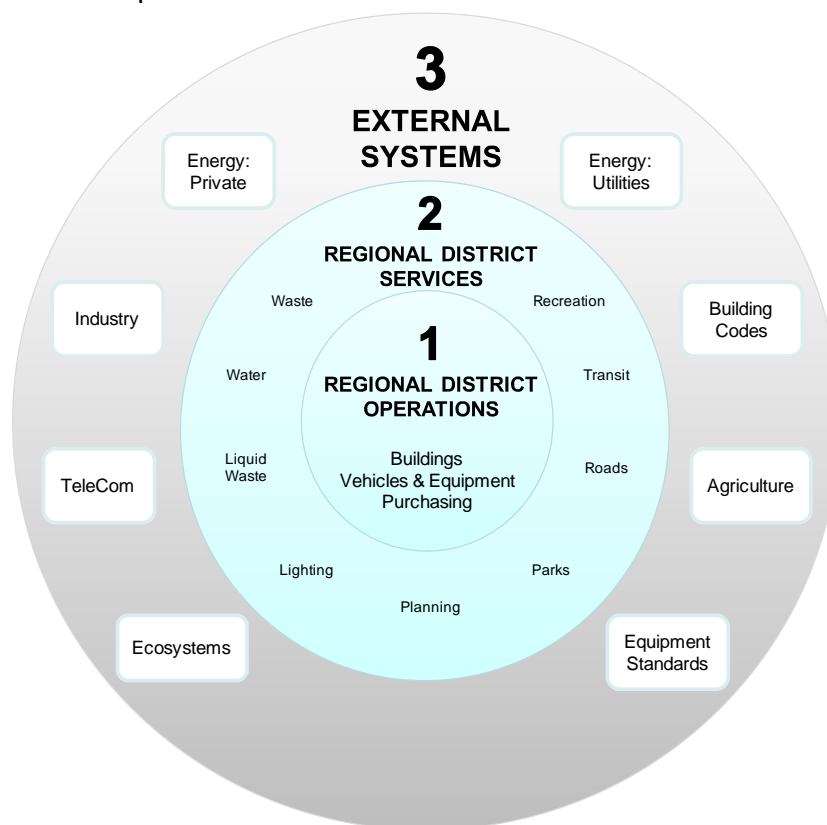 3
EXTERNAL
SYSTEMS
Energy:
Private
Energy:
Utilities
2
REGIONAL DISTRICT
SERVICES
Waste
Recreation
Industry
Building
Codes
1
REGIONAL DISTRICT
OPERATIONS
Water
Transit
Buildings
Vehicles & Equipment
Purchasing
Liquid
Waste
Roads
TeleCom
Agriculture
Lighting
Parks
Planning
Ecosystems
Equipment
Standards